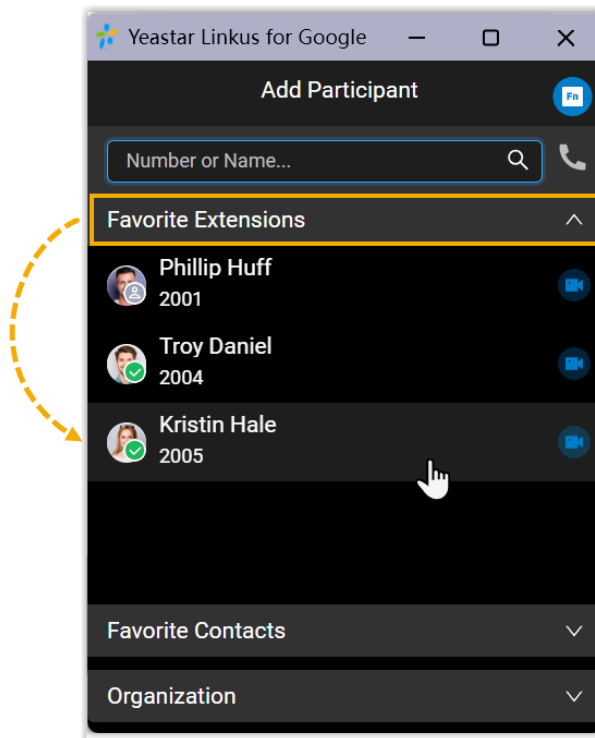 Yeastar Linkus for Google
Add Participant
Fn
Number or Name...
Favorite Extensions
Phillip Huff
2001
Troy Daniel
2004
Kristin Hale
2005
Favorite Contacts
Organization